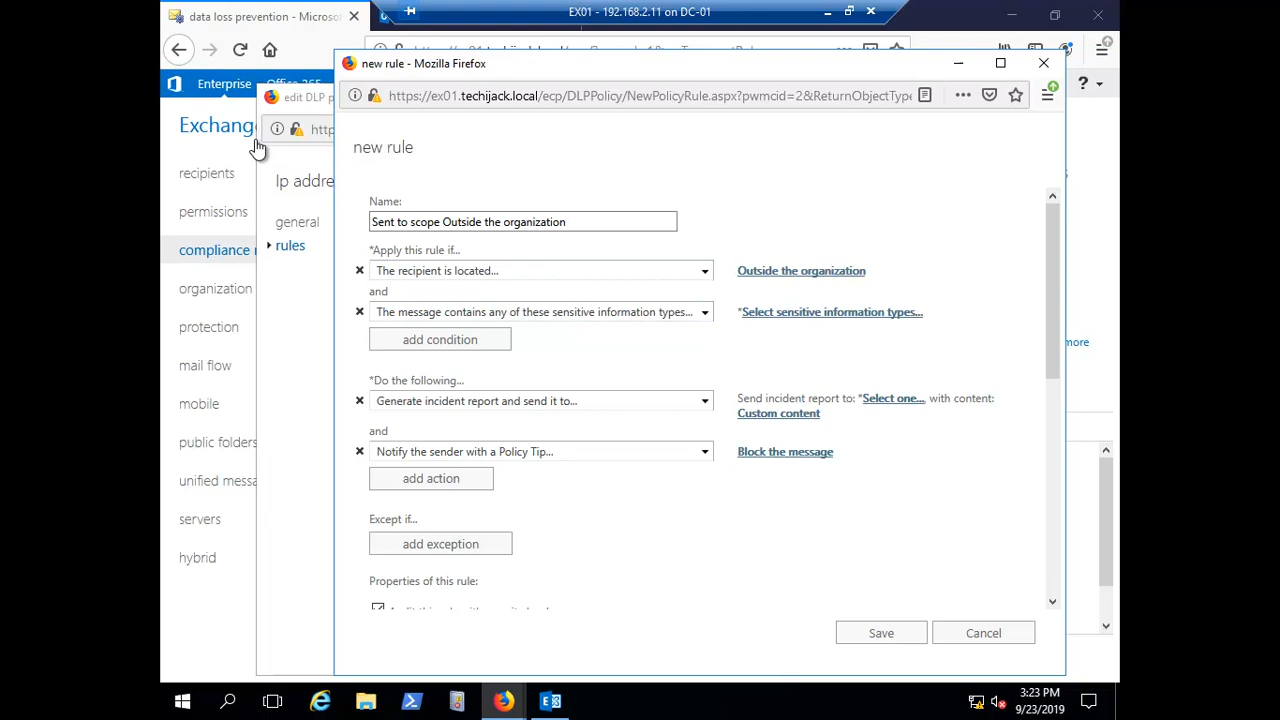 EX01 - 192.168.2.11 on DC-01
data loss prevention - Microso
Enterprise Office 365
edit DLP p
Exchange
http
recipients
permissions
compliance
organization
protection
mail flow
mobile
public folders
unified messa
servers
hybrid
Ip addre
general
rules
more
new rule - Mozilla Firefox
https://ex01.techijack.local/ecp/DLPPolicy/NewPolicyRule.aspx?pwmcid=2&ReturnObjectType
new rule
Name:
Sent to scope Outside the organization
*Apply this rule if...
The recipient is located... Outside the organization
and
The message contains any of these sensitive information types... *Select sensitive information types...
add condition
*Do the following...
Generate incident report and send it to... Send incident report to: *Select one..., with content:
Custom content
and
Notify the sender with a Policy Tip... Block the message
add action
Except if...
add exception
Properties of this rule:
Save Cancel
3:23 PM
9/23/2019